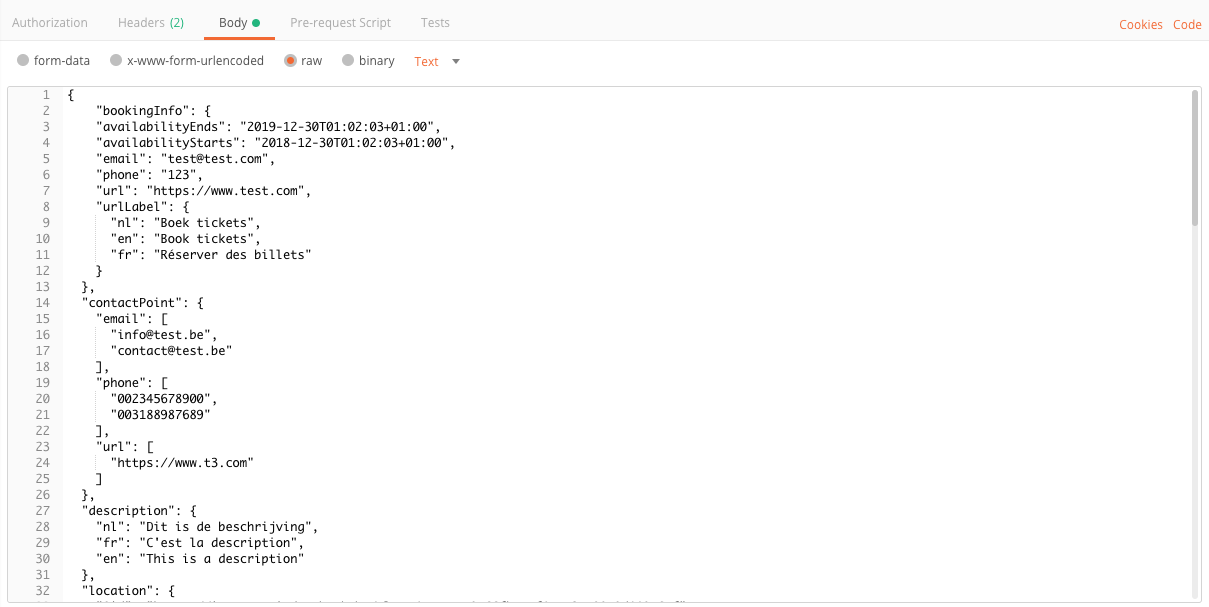 Authorization Headers (2) Body Pre-request Script Tests Cookies Code
form-data x-www-form-urlencoded raw binary Text
1 {
2 "bookingInfo": {
3 "availabilityEnds": "2019-12-30T01:02:03+01:00",
4 "availabilityStarts": "2018-12-30T01:02:03+01:00",
5 "email": "test@test.com",
6 "phone": "123",
7 "url": "https://www.test.com",
8 "urlLabel": {
9 "nl": "Boek tickets",
10 "en": "Book tickets",
11 "fr": "Réserver des billets"
12 }
13 },
14 "contactPoint": {
15 "email": [
16 "info@test.be",
17 "contact@test.be"
18 ],
19 "phone": [
20 "002345678900",
21 "003188987689"
22 ],
23 "url": [
24 "https://www.t3.com"
25 ]
26 },
27 "description": {
28 "nl": "Dit is de beschrijving",
29 "fr": "C'est la description",
30 "en": "This is a description"
31 },
32 "location": {